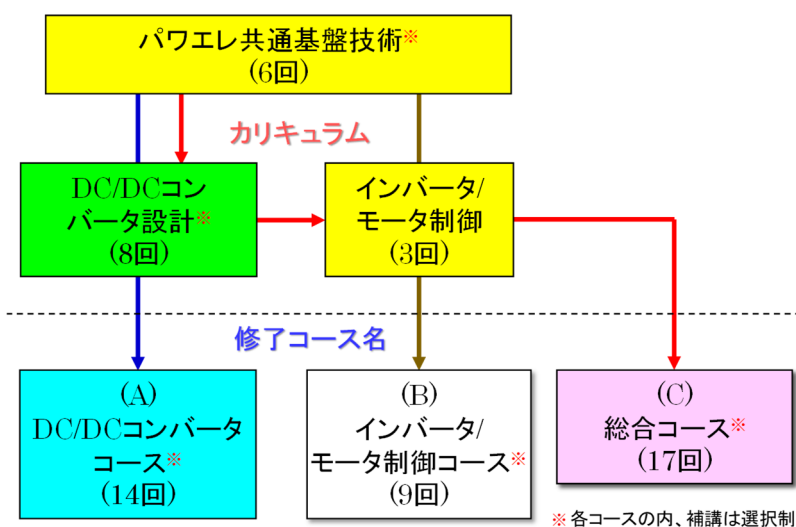 パワエレ共通基盤技術※
(6回)
カリキュラム
DC/DCコン
バータ設計※
(8回)
インバータ/
モータ制御
(3回)
修了コース名
(A)
DC/DCコンバータ
コース※
(14回)
(B)
インバータ/
モータ制御コース※
(9回)
(C)
総合コース※
(17回)
※各コースの内、補講は選択制